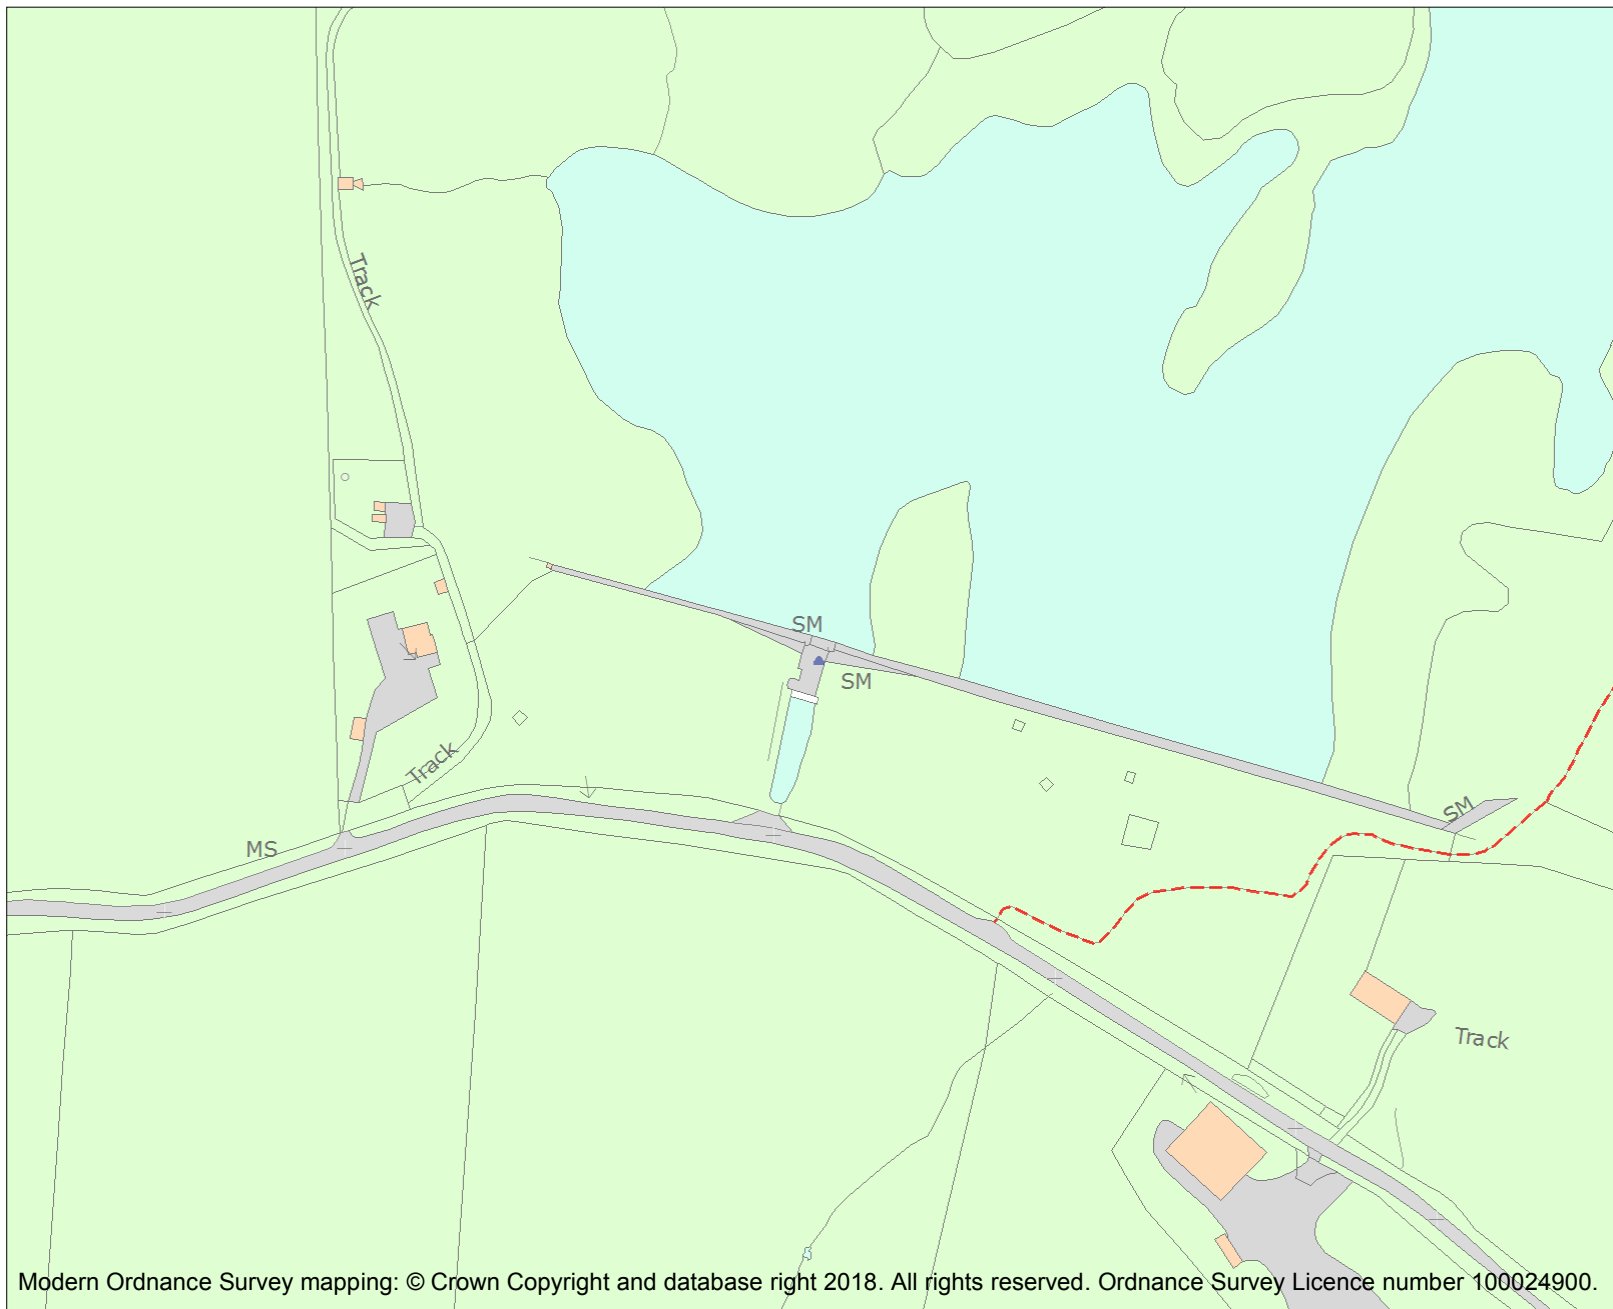 Track
SM
SM
Track
SM
MS
Track
Modern Ordnance Survey mapping: © Crown Copyright and database right 2018. All rights reserved. Ordnance Survey Licence number 100024900.